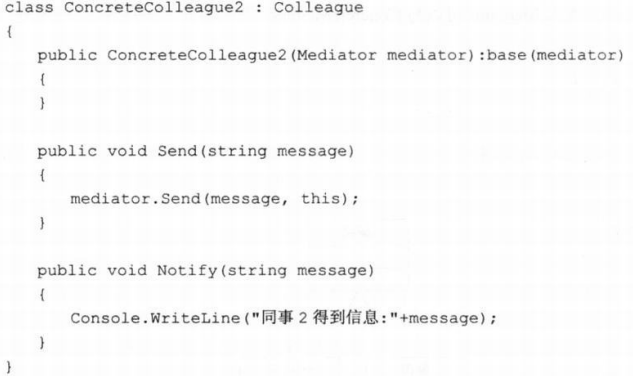 class ConcreteColleague2 : Colleague
{
public ConcreteColleague2(Mediator mediator):base(mediator)
{
}
public void Send(string message)
{
mediator.Send(message, this);
}
public void Notify(string message)
{
Console.WriteLine("同事 2 得到信息:"+message);
}
}